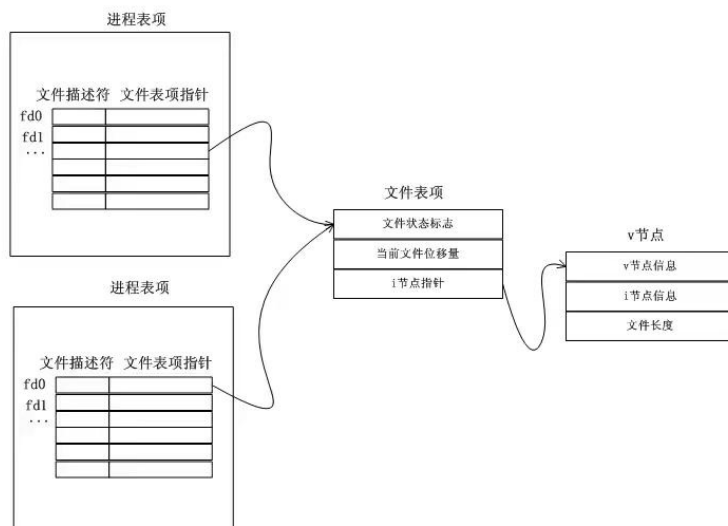 进程表项
文件描述符 文件表项指针
fd0
fd1
...
文件表项
文件状态标志
当前文件位移量
i节点指针
v节点
v节点信息
i节点信息
文件长度
进程表项
文件描述符 文件表项指针
fd0
fd1
...